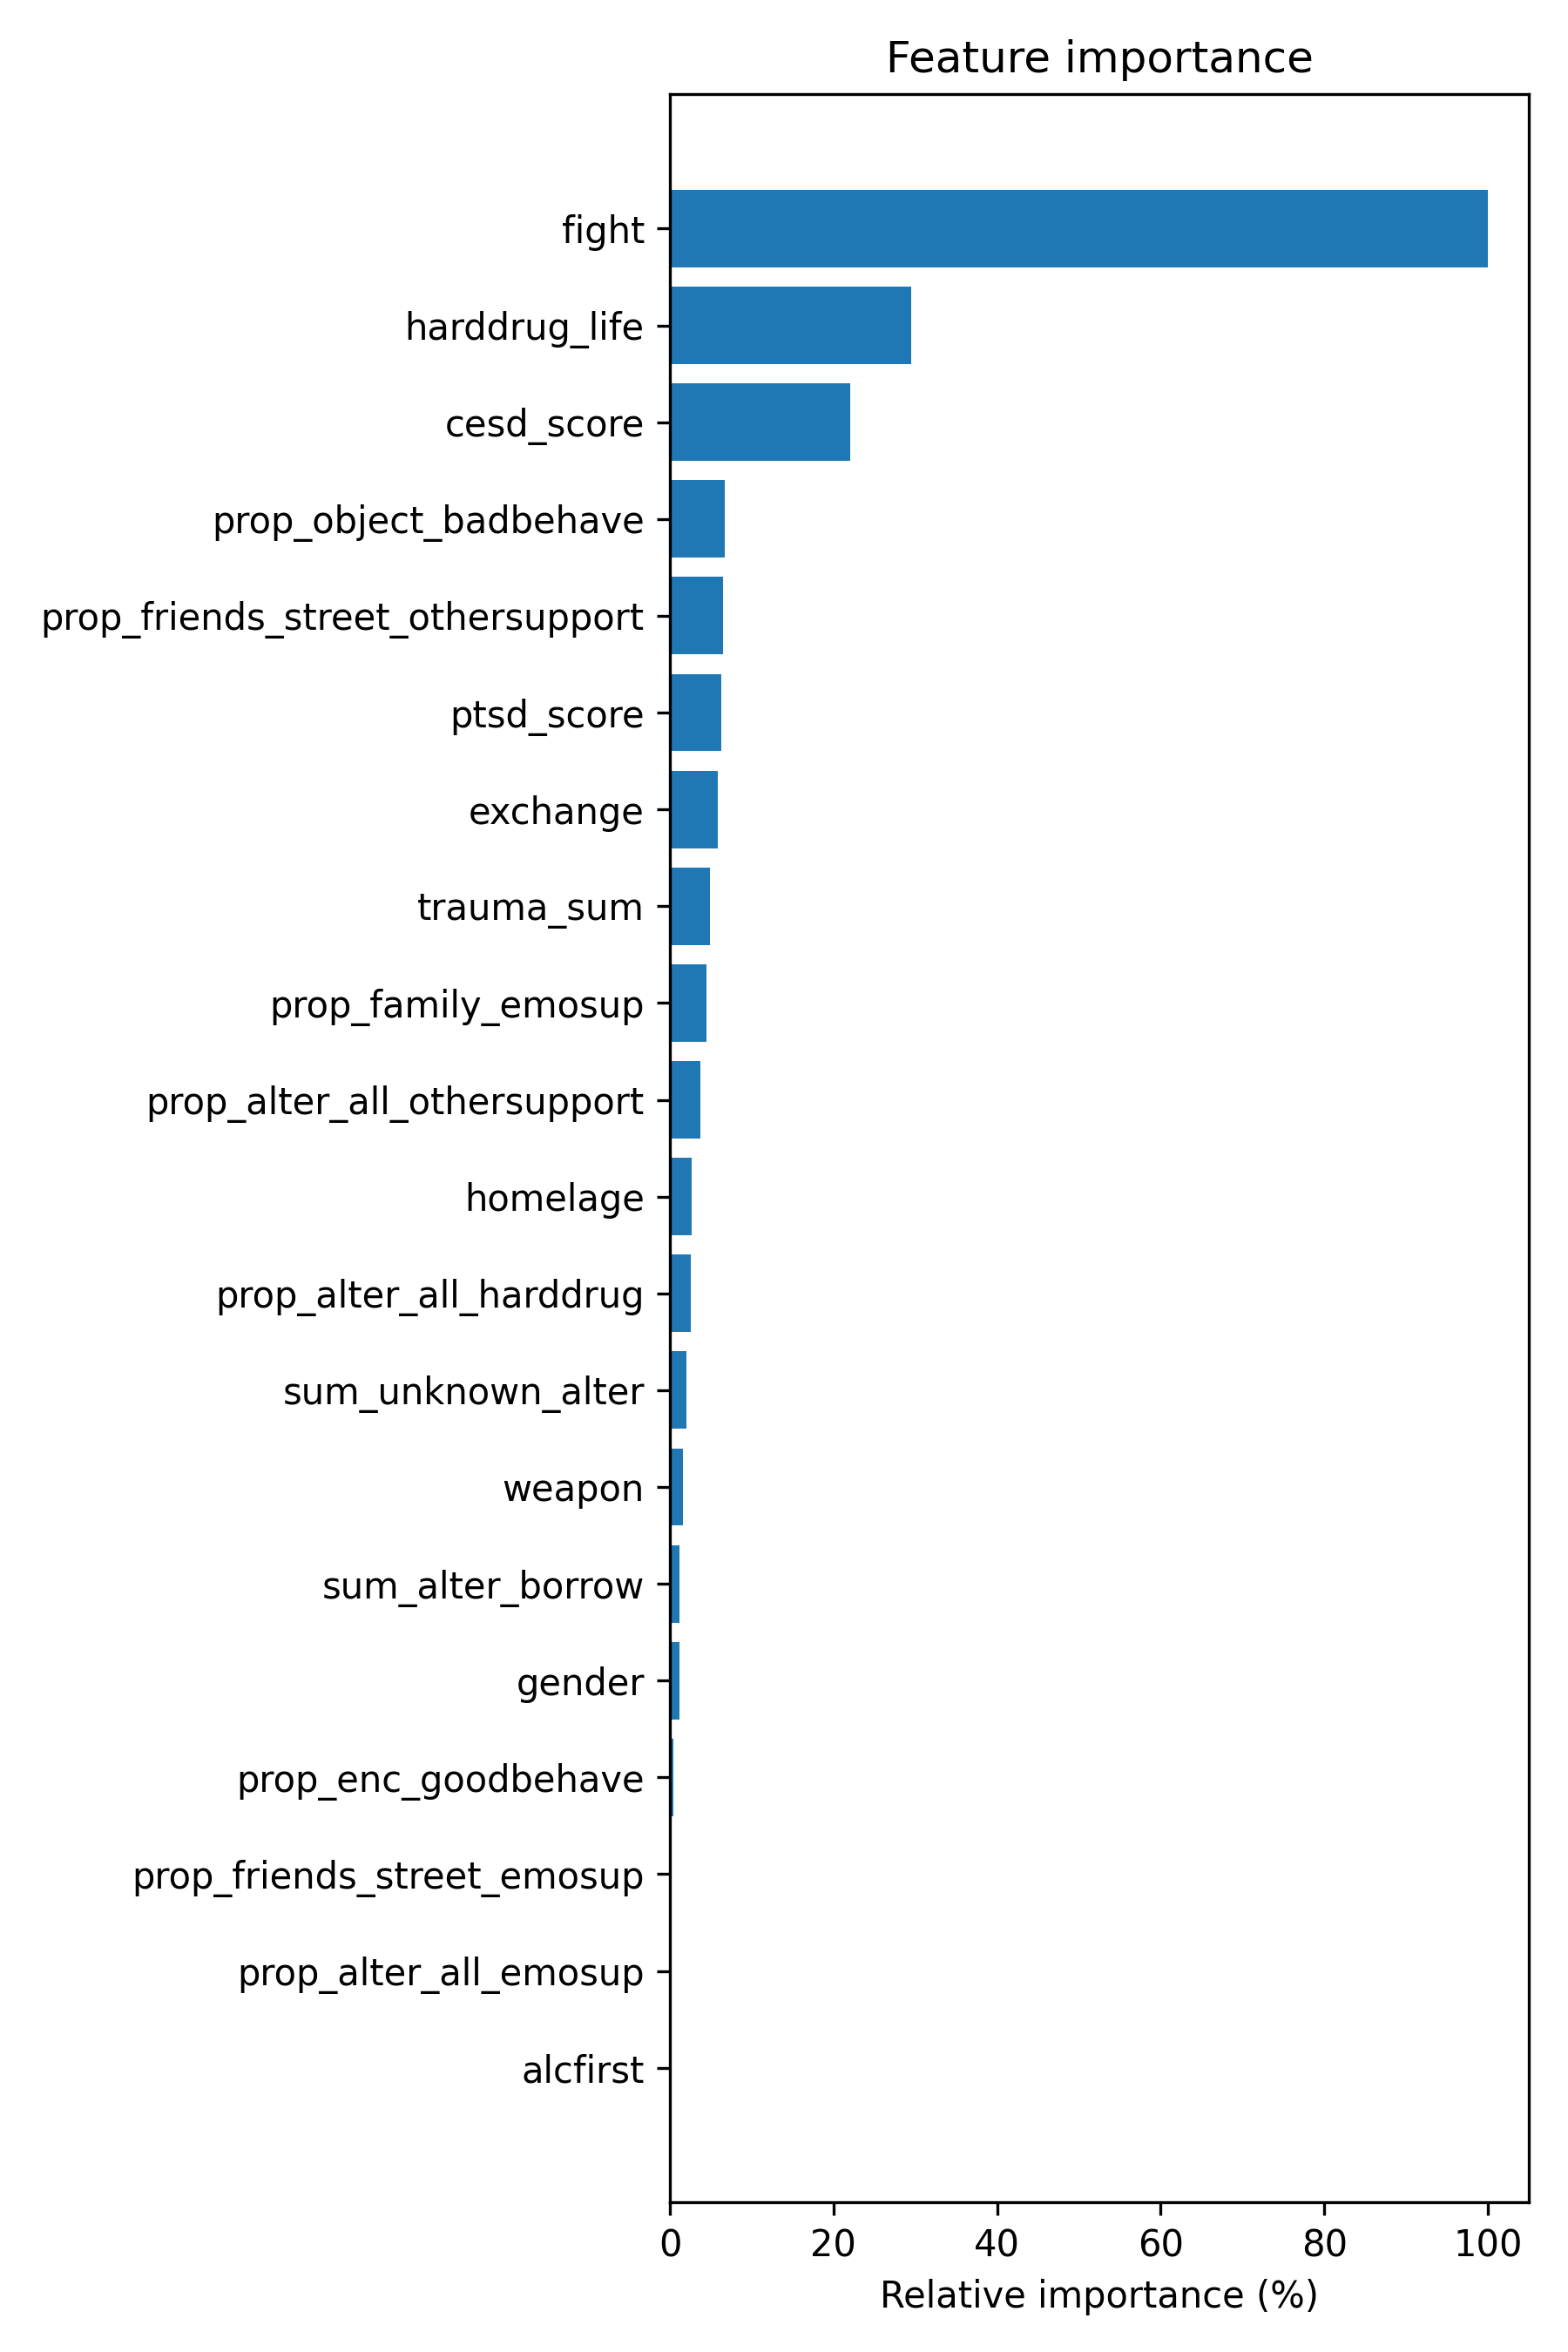 Feature importance
fight
harddrug_life
cesd_score
prop_object_badbehave
prop_friends_street_othersupport
ptsd_score
exchange
trauma_sum
prop_family_emosup
prop_alter_all_othersupport
homelage
prop_alter_all_harddrug
sum_unknown_alter
weapon
sum_alter_borrow
gender
prop_enc_goodbehave
prop_friends_street_emosup
prop_alter_all_emosup
alcfirst
0 20 40 60 80 100
Relative importance (%)